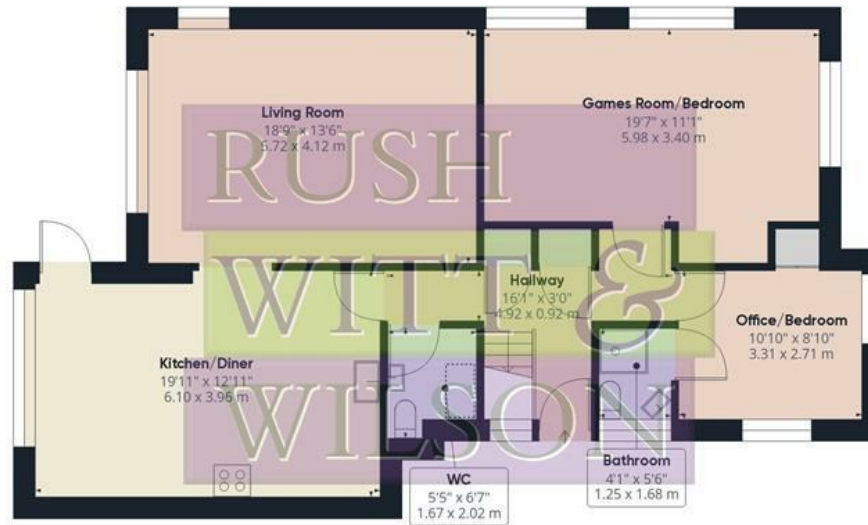 Living Room
18'9" x 13'6"
5.72 x 4.12 m
Games Room/Bedroom
19'7" x 11'1"
5.98 x 3.40 m
RUSH
WITT &
WILSON
Hallway
16'1" x 3'0"
4.92 x 0.92 m
Office/Bedroom
10'10" x 8'10"
3.31 x 2.71 m
Kitchen/Diner
19'11" x 12'11"
6.10 x 3.95 m
WC
5'5" x 6'7"
1.67 x 2.02 m
Bathroom
4'1" x 5'6"
1.25 x 1.68 m